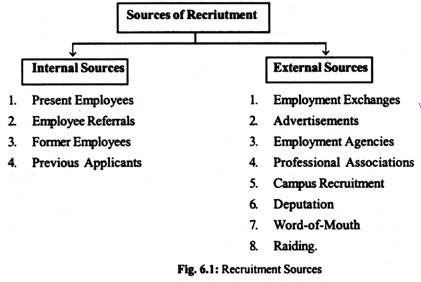 Sources of Recriutment
Internal Sources
1. Present Employees
2. Employee Referrals
3. Former Employees
4. Previous Applicants
External Sources
1. Employment Exchanges
2. Advertisements
3. Employment Agencies
4. Professional Associations
5. Campus Recruitment
6. Deputation
7. Word-of-Mouth
8. Raiding.
Fig. 6.1: Recruitment Sources